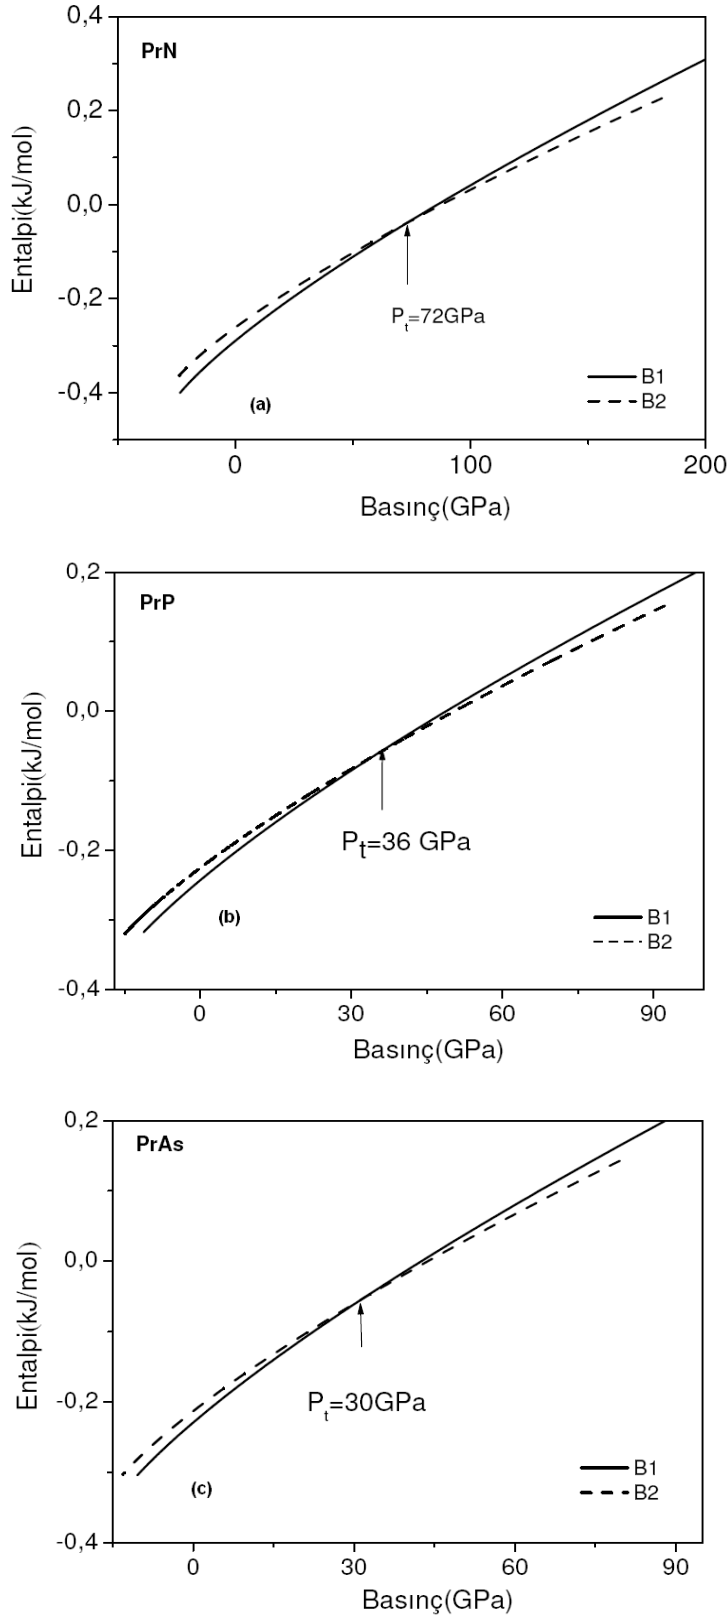 0,4
PrN
0,2
0,0
Entalpi(kJ/mol)
-0,2
Pt=72GPa
-0,4
(a)
B1
B2
0
100
200
Basınç(GPa)
0,2
PrP
0,0
Entalpi(kJ/mol)
-0,2
Pt=36 GPa
(b)
B1
B2
-0,4
0
30
60
90
Basınç(GPa)
0,2
PrAs
0,0
Entalpi(kJ/mol)
-0,2
Pt=30GPa
(c)
B1
B2
-0,4
0
30
60
90
Basınç(GPa)